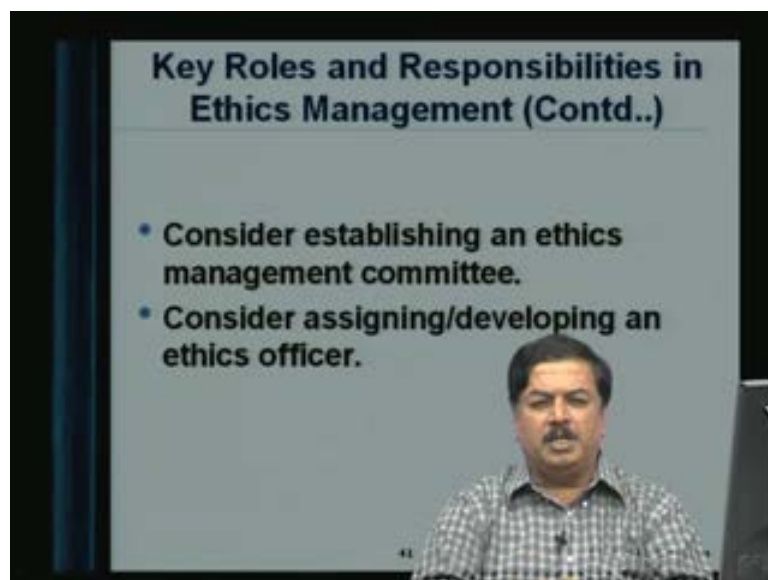 Key Roles and Responsibilities in
Ethics Management (Contd..)
• Consider establishing an ethics
management committee.
• Consider assigning/developing an
ethics officer.
41